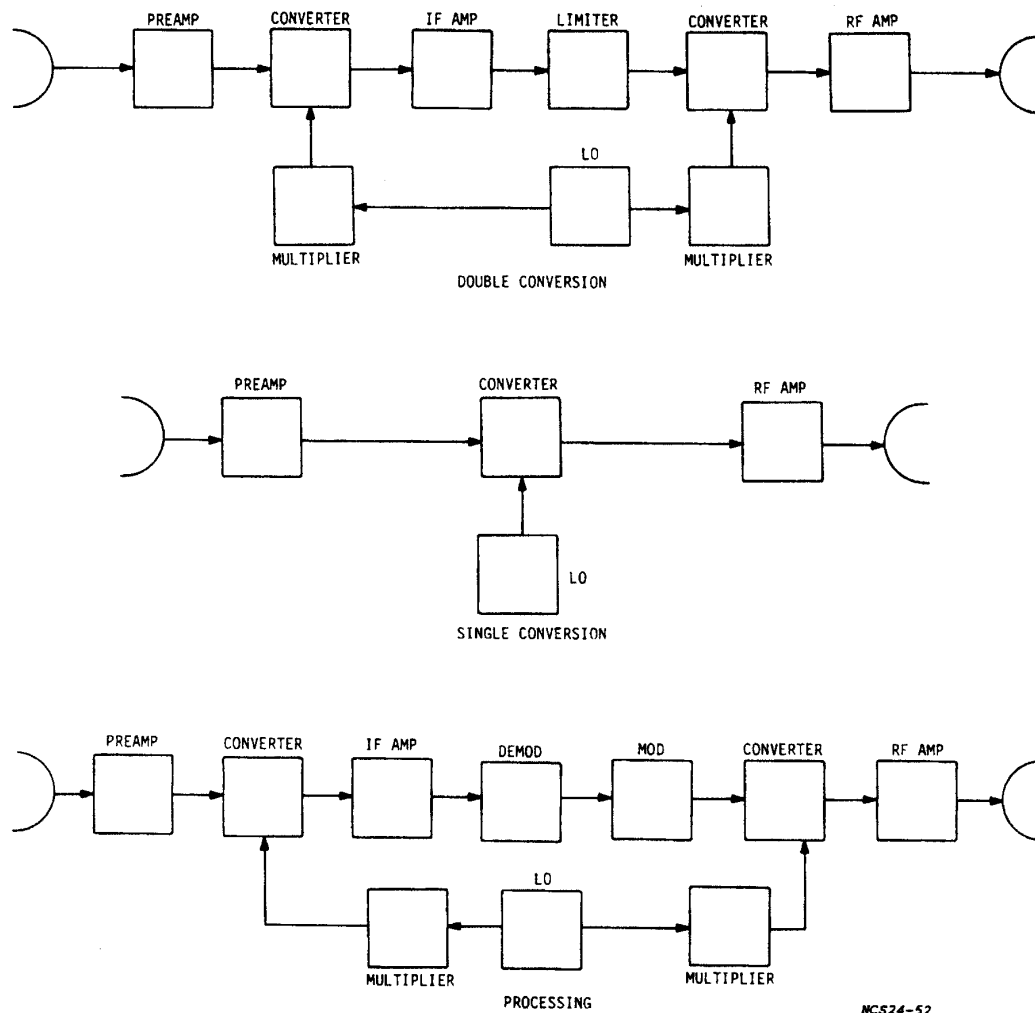 PREAMP CONVERTER IF AMP LIMITER CONVERTER RF AMP
LO
MULTIPLIER MULTIPLIER
DOUBLE CONVERSION
PREAMP CONVERTER RF AMP
LO
SINGLE CONVERSION
PREAMP CONVERTER IF AMP DEMOD MOD CONVERTER RF AMP
LO
MULTIPLIER MULTIPLIER
PROCESSING
NCS24-52